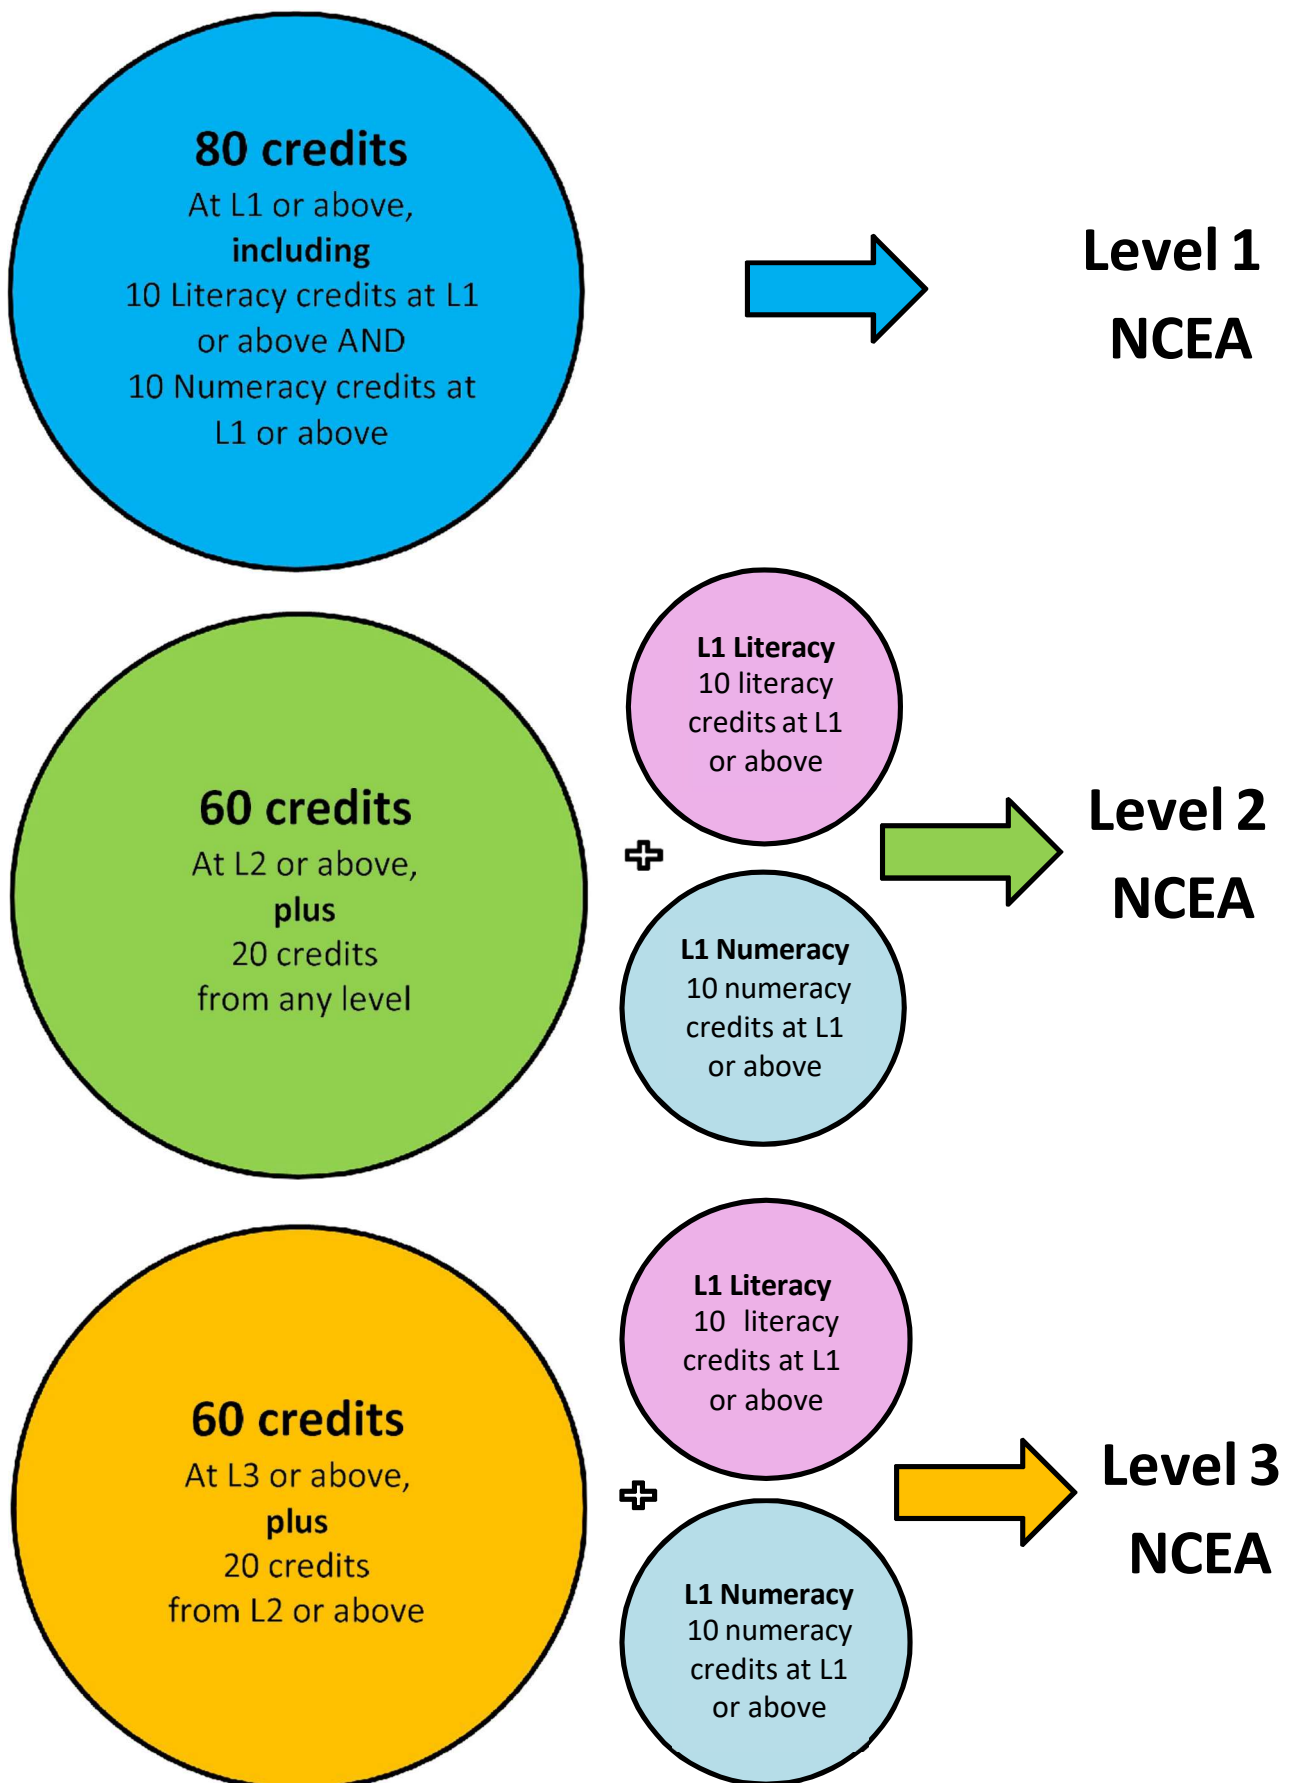 80 credits
At L1 or above,
including
10 Literacy credits at L1
or above AND
10 Numeracy credits at
L1 or above
Level 1
NCEA
60 credits
At L2 or above,
plus
20 credits
from any level
L1 Literacy
10 literacy
credits at L1
or above
L1 Numeracy
10 numeracy
credits at L1
or above
Level 2
NCEA
60 credits
At L3 or above,
plus
20 credits
from L2 or above
L1 Literacy
10 literacy
credits at L1
or above
L1 Numeracy
10 numeracy
credits at L1
or above
Level 3
NCEA